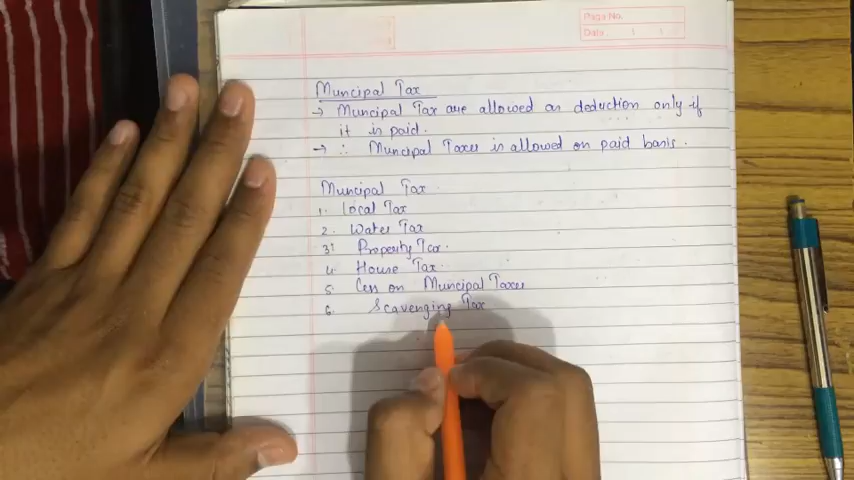 Page No.
Date
Muncipal Tax
→ Muncipal Tax are allowed as deduction only if
it is paid.
→ ∴ Muncipal Taxes is allowed on paid basis.
Muncipal Tax
1. Local Tax
2. Water Tax
3. Property Tax.
4. House Tax.
5. Cess on Muncipal Taxes
6. Scavenging Tax